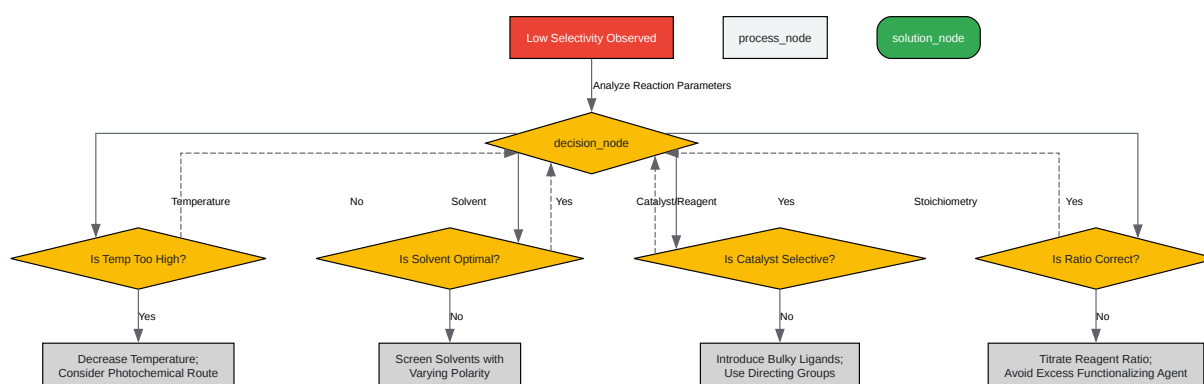 Low Selectivity Observed
process_node
solution_node
Analyze Reaction Parameters
decision_node
Temperature
No
Solvent
Yes
Catalyst/Reagent
Yes
Stoichiometry
Yes
Is Temp Too High?
Is Solvent Optimal?
Is Catalyst Selective?
Is Ratio Correct?
Yes
No
No
No
Decrease Temperature;
Consider Photochemical Route
Screen Solvents with
Varying Polarity
Introduce Bulky Ligands;
Use Directing Groups
Titrate Reagent Ratio;
Avoid Excess Functionalizing Agent